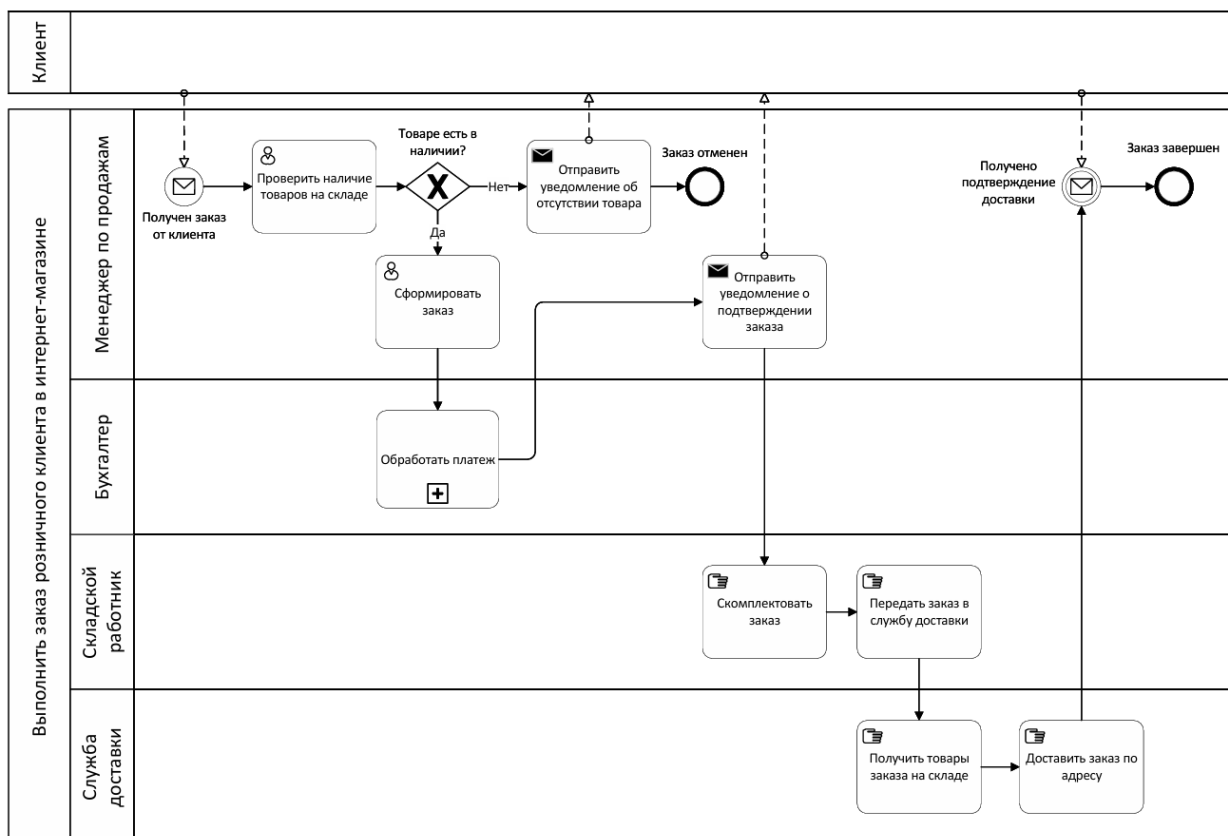 Клиент
Выполнить заказ розничного клиента в интернет-магазине
Менеджер по продажам
Получен заказ
от клиента
Проверить наличие
товаров на складе
Товаре есть в
наличии?
Нет
Да
Отправить
уведомление об
отсутствии товара
Заказ отменен
Сформировать
заказ
Отправить
уведомление о
подтверждении
заказа
Получено
подтверждение
доставки
Заказ завершен
Бухгалтер
Обработать платеж
Складской
работник
Скомплектовать
заказ
Передать заказ в
службу доставки
Служба
доставки
Получить товары
заказа на складе
Доставить заказ по
адресу